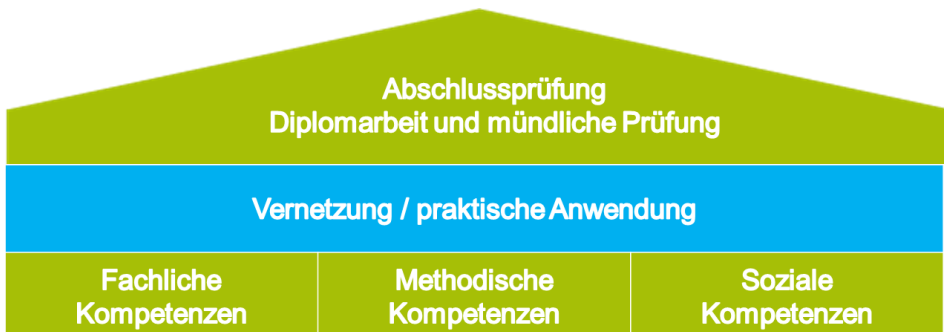 Abschlussprüfung
Diplomarbeit und mündliche Prüfung
Vernetzung / praktische Anwendung
Fachliche
Kompetenzen
Methodische
Kompetenzen
Soziale
Kompetenzen